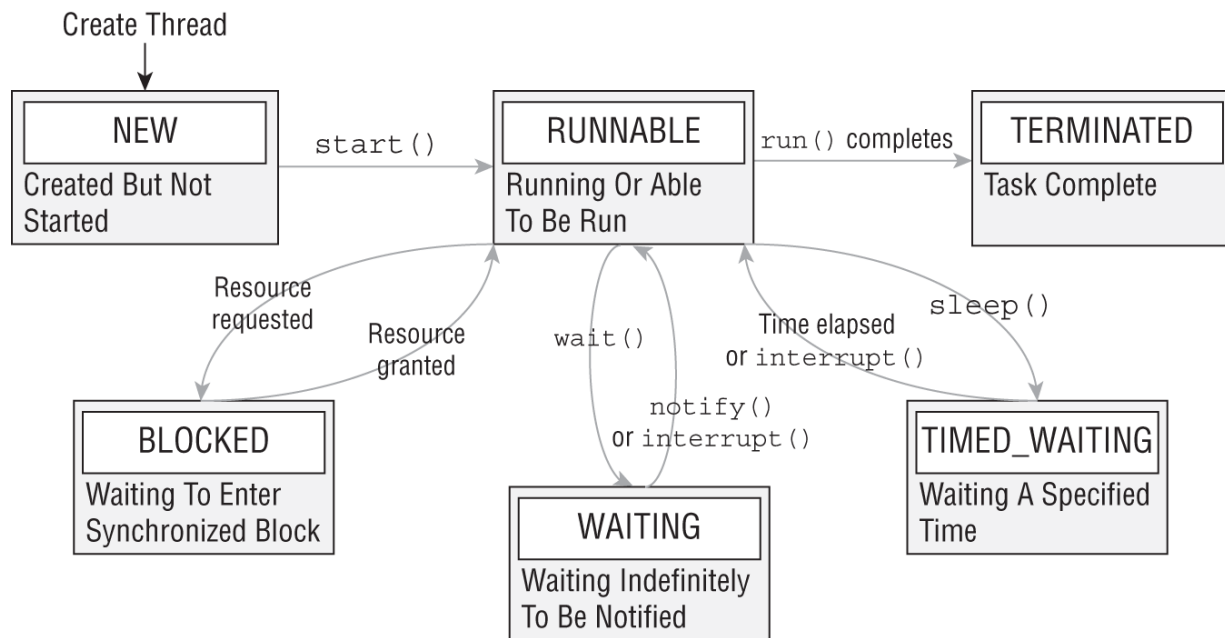 Create Thread
NEW
Created But Not
Started
start()
RUNNABLE
Running Or Able
To Be Run
run() completes
TERMINATED
Task Complete
Resource
requested
Resource
granted
wait()
notify()
or interrupt()
Time elapsed
or interrupt()
sleep()
BLOCKED
Waiting To Enter
Synchronized Block
WAITING
Waiting Indefinitely
To Be Notified
TIMED_WAITING
Waiting A Specified
Time